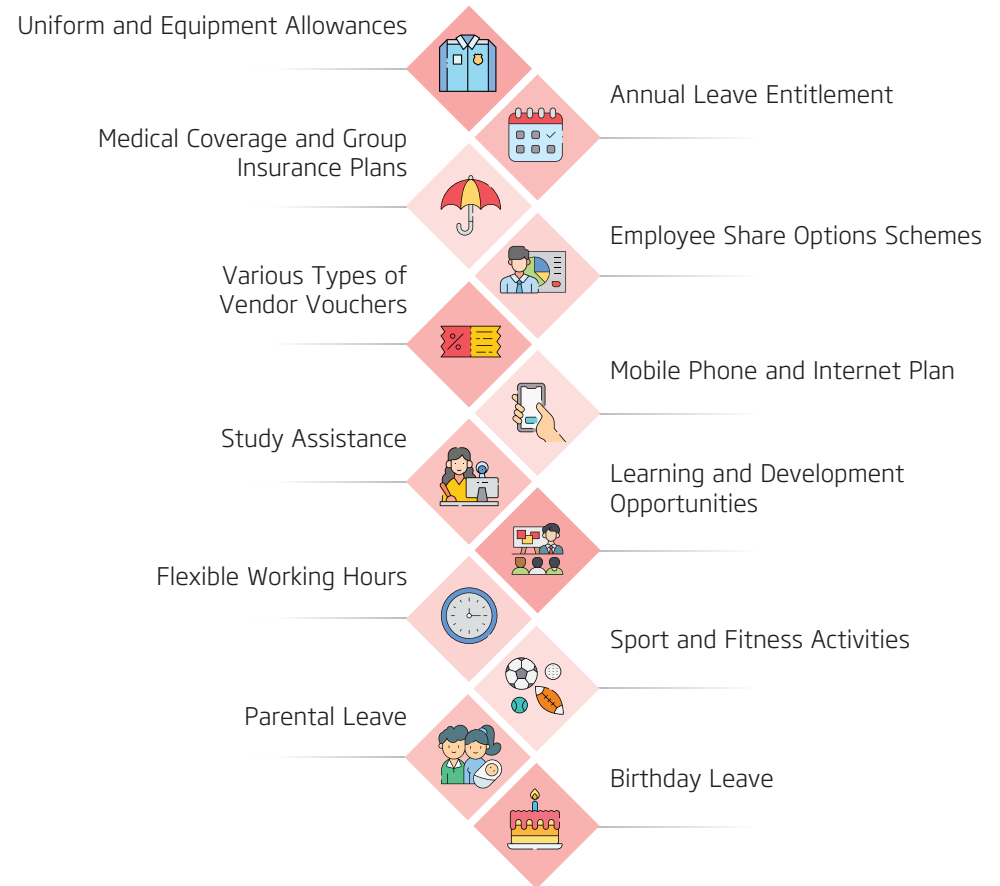 Uniform and Equipment Allowances
Annual Leave Entitlement
Medical Coverage and Group
Insurance Plans
Employee Share Options Schemes
Various Types of
Vendor Vouchers
Mobile Phone and Internet Plan
Study Assistance
Learning and Development
Opportunities
Flexible Working Hours
Sport and Fitness Activities
Parental Leave
Birthday Leave